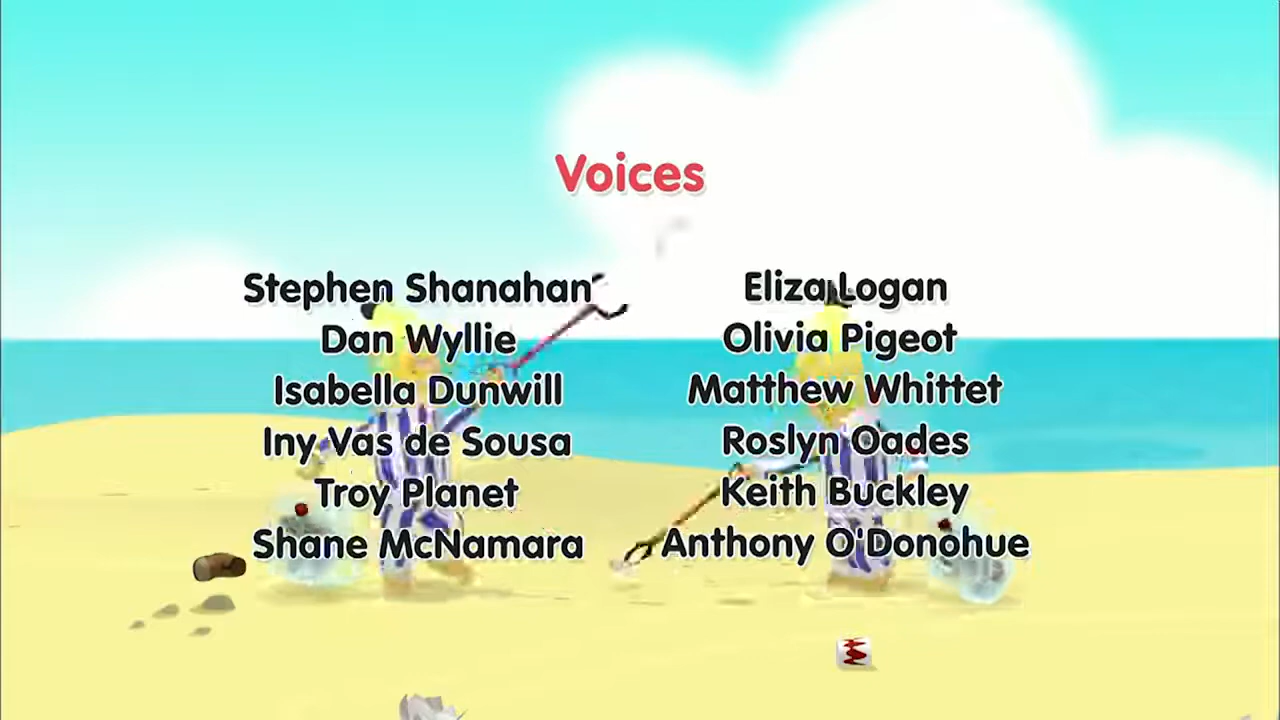 Voices
Stephen Shanahan
Dan Wyllie
Isabella Dunwill
Iny Vas de Sousa
Troy Planet
Shane McNamara
Eliza Logan
Olivia Pigeot
Matthew Whittet
Roslyn Oades
Keith Buckley
Anthony O'Donohue